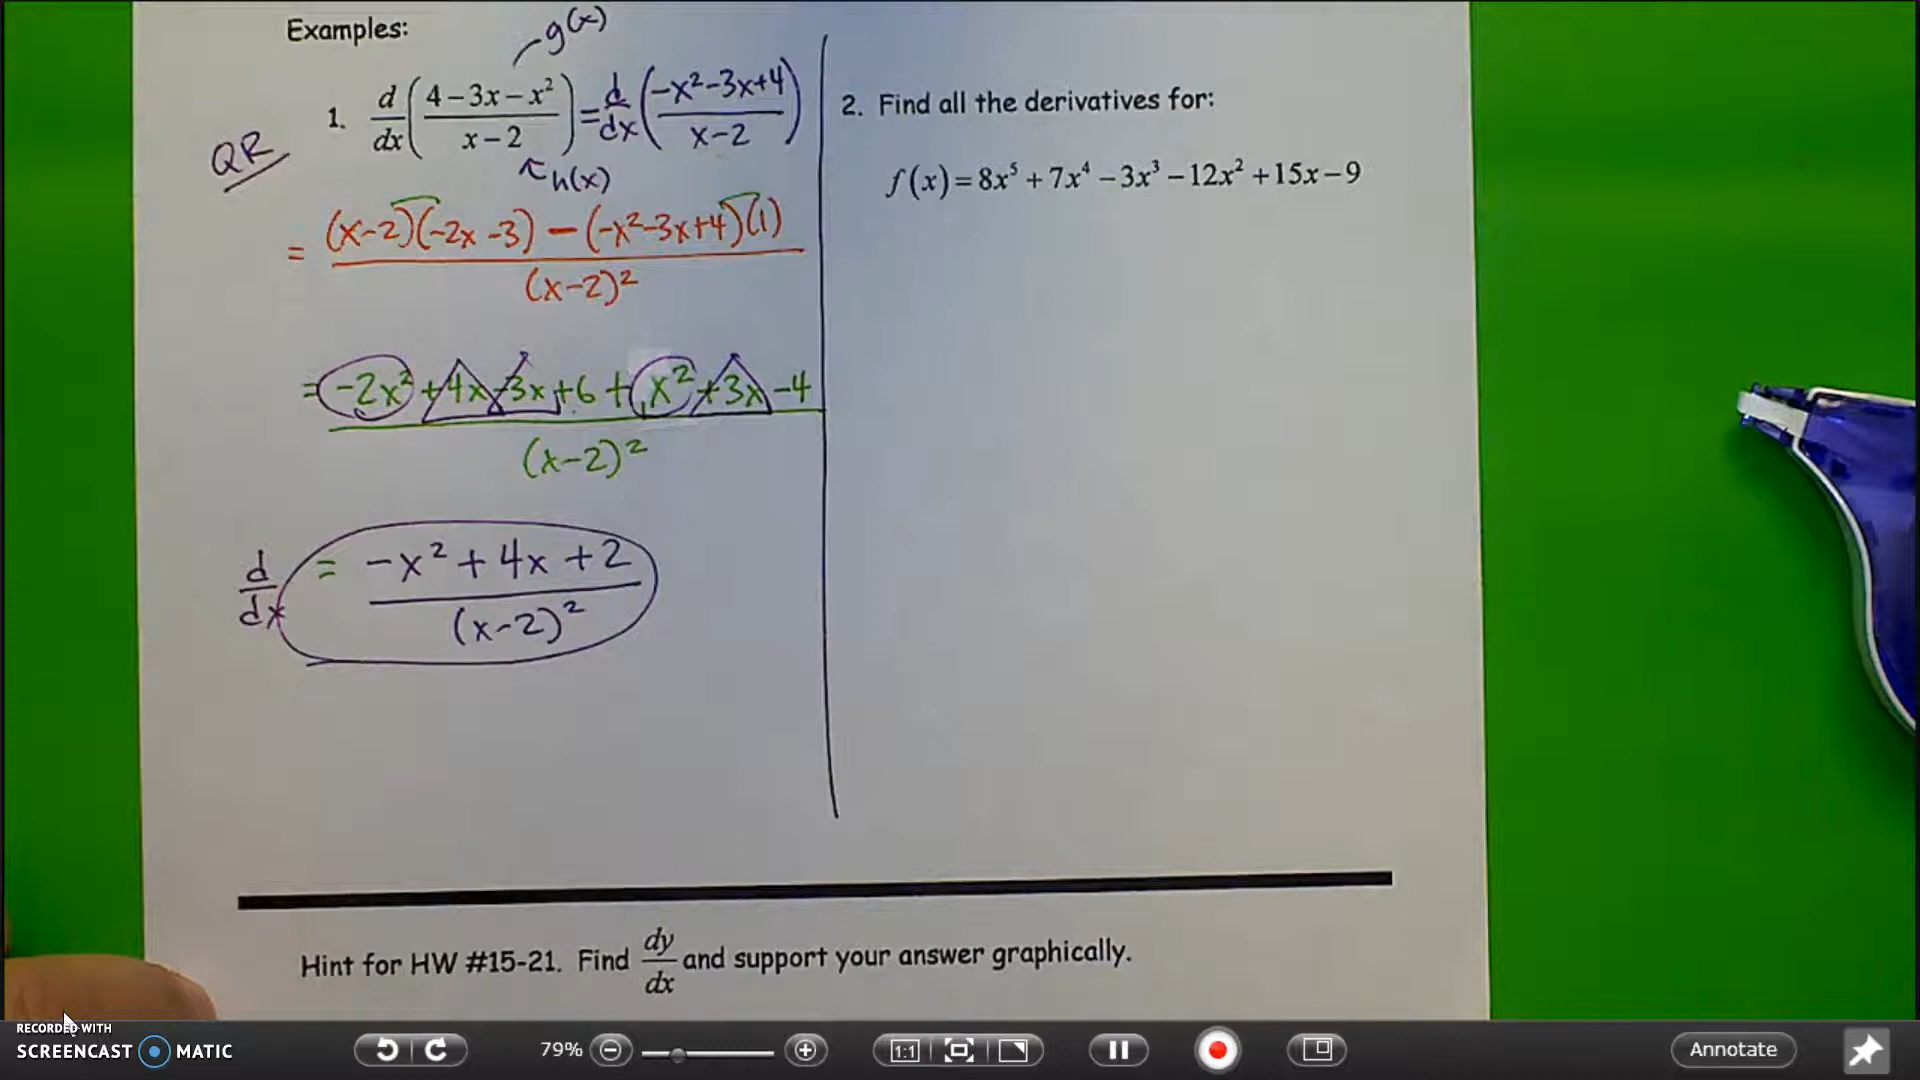 Examples:
g(x)
1. d/dx ( (4 – 3x – x²) / (x – 2) ) = d/dx ( (-x²-3x+4) / (x-2) )
QR
h(x)
= ( (x-2)(-2x-3) - (-x²-3x+4)(1) ) / (x-2)²
= ( -2x²+4x-3x+6+x²+3x-4 ) / (x-2)²
d/dx = ( -x²+4x+2 ) / (x-2)²
2. Find all the derivatives for:
f(x) = 8x⁵ + 7x⁴ – 3x³ – 12x² + 15x – 9
Hint for HW #15-21. Find dy/dx and support your answer graphically.
RECORDED WITH
SCREENCAST MATIC
79%
1:1
Annotate